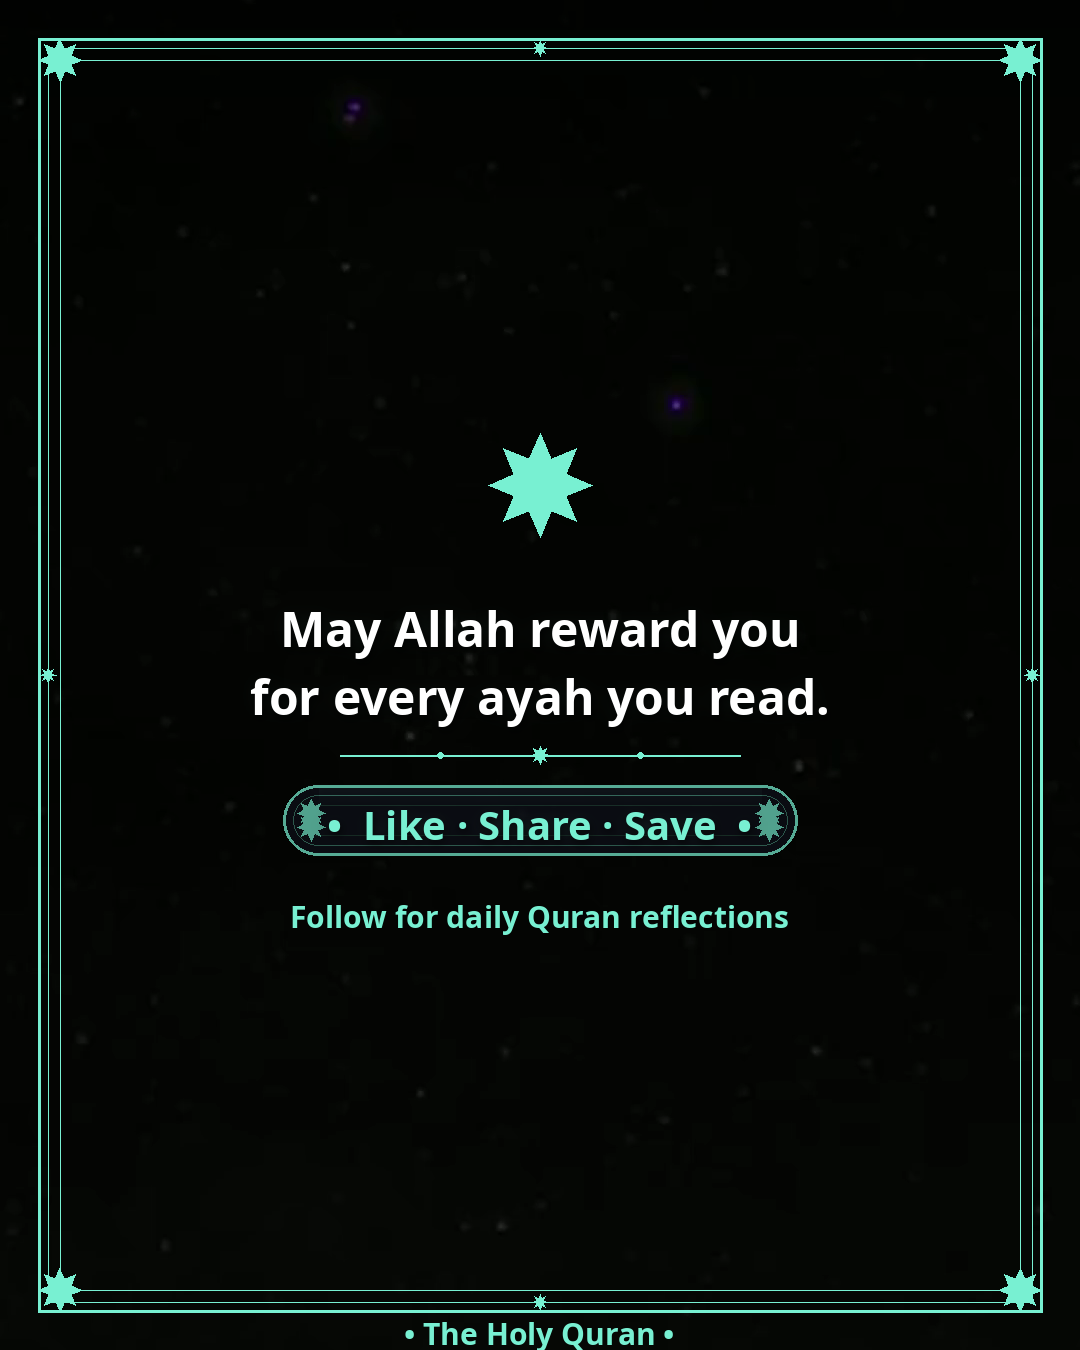 May Allah reward you
for every ayah you read.
• Like · Share · Save •
Follow for daily Quran reflections
• The Holy Quran •